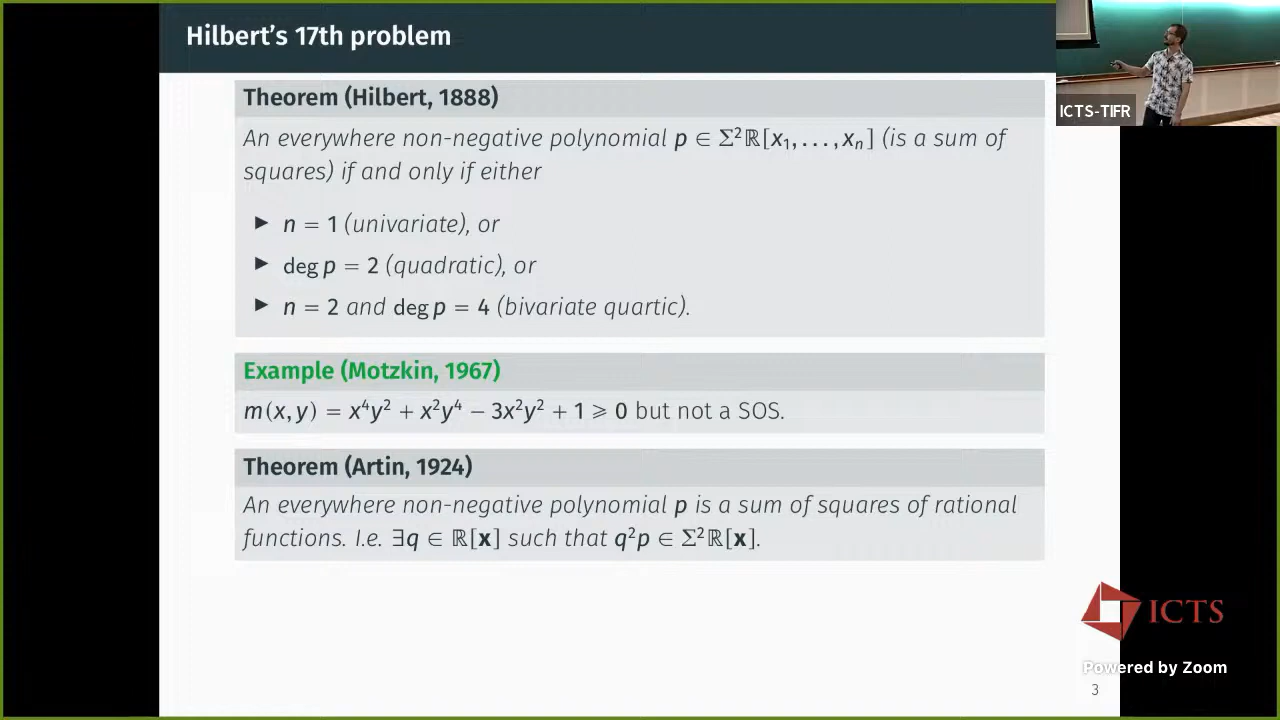 Hilbert's 17th problem
Theorem (Hilbert, 1888)
An everywhere non-negative polynomial p ∈ Σ²ℝ[x₁, . . . , xₙ] (is a sum of
squares) if and only if either
▶ n = 1 (univariate), or
▶ deg p = 2 (quadratic), or
▶ n = 2 and deg p = 4 (bivariate quartic).
Example (Motzkin, 1967)
m(x, y) = x⁴y² + x²y⁴ − 3x²y² + 1 ⩾ 0 but not a SOS.
Theorem (Artin, 1924)
An everywhere non-negative polynomial p is a sum of squares of rational
functions. I.e. ∃q ∈ ℝ[x] such that q²p ∈ Σ²ℝ[x].
ICTS-TIFR
ICTS
Powered by Zoom
3